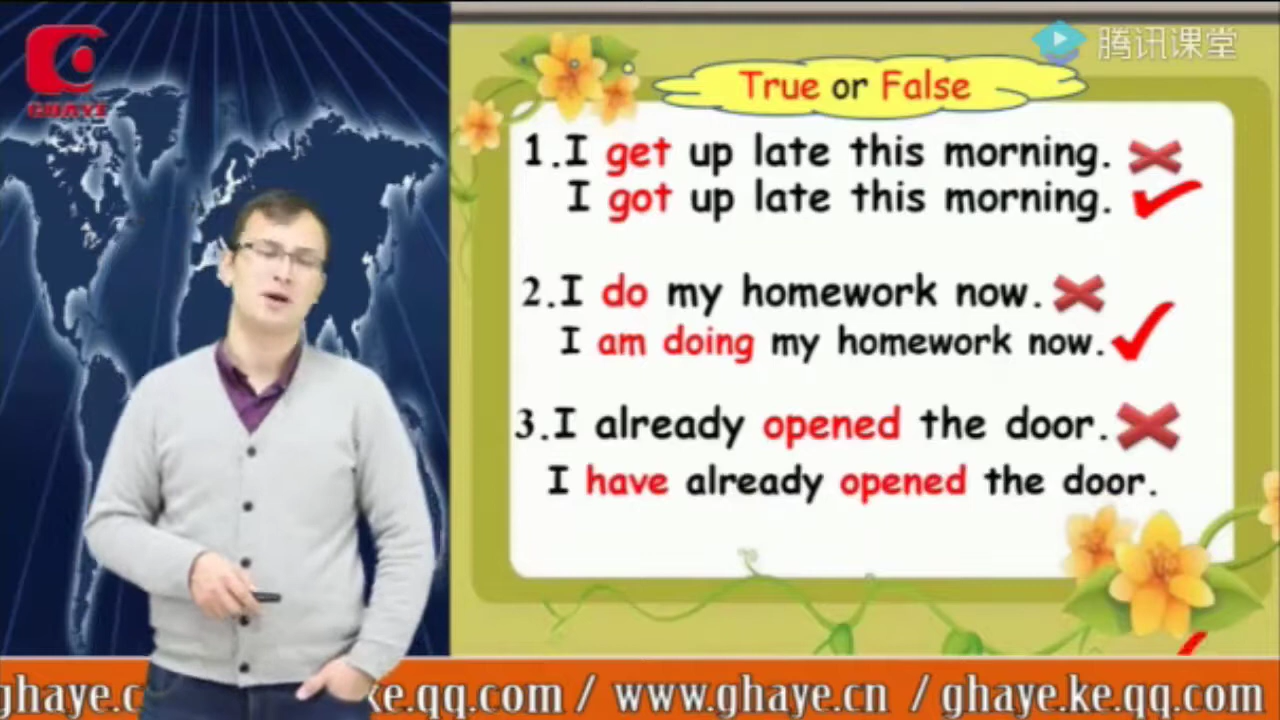 GHAYE
腾讯课堂
True or False
1.I get up late this morning.
I got up late this morning.
2.I do my homework now.
I am doing my homework now.
3.I already opened the door.
I have already opened the door.
ghaye.c ke.qq.com / www.ghaye.cn / ghaye.ke.qq.com